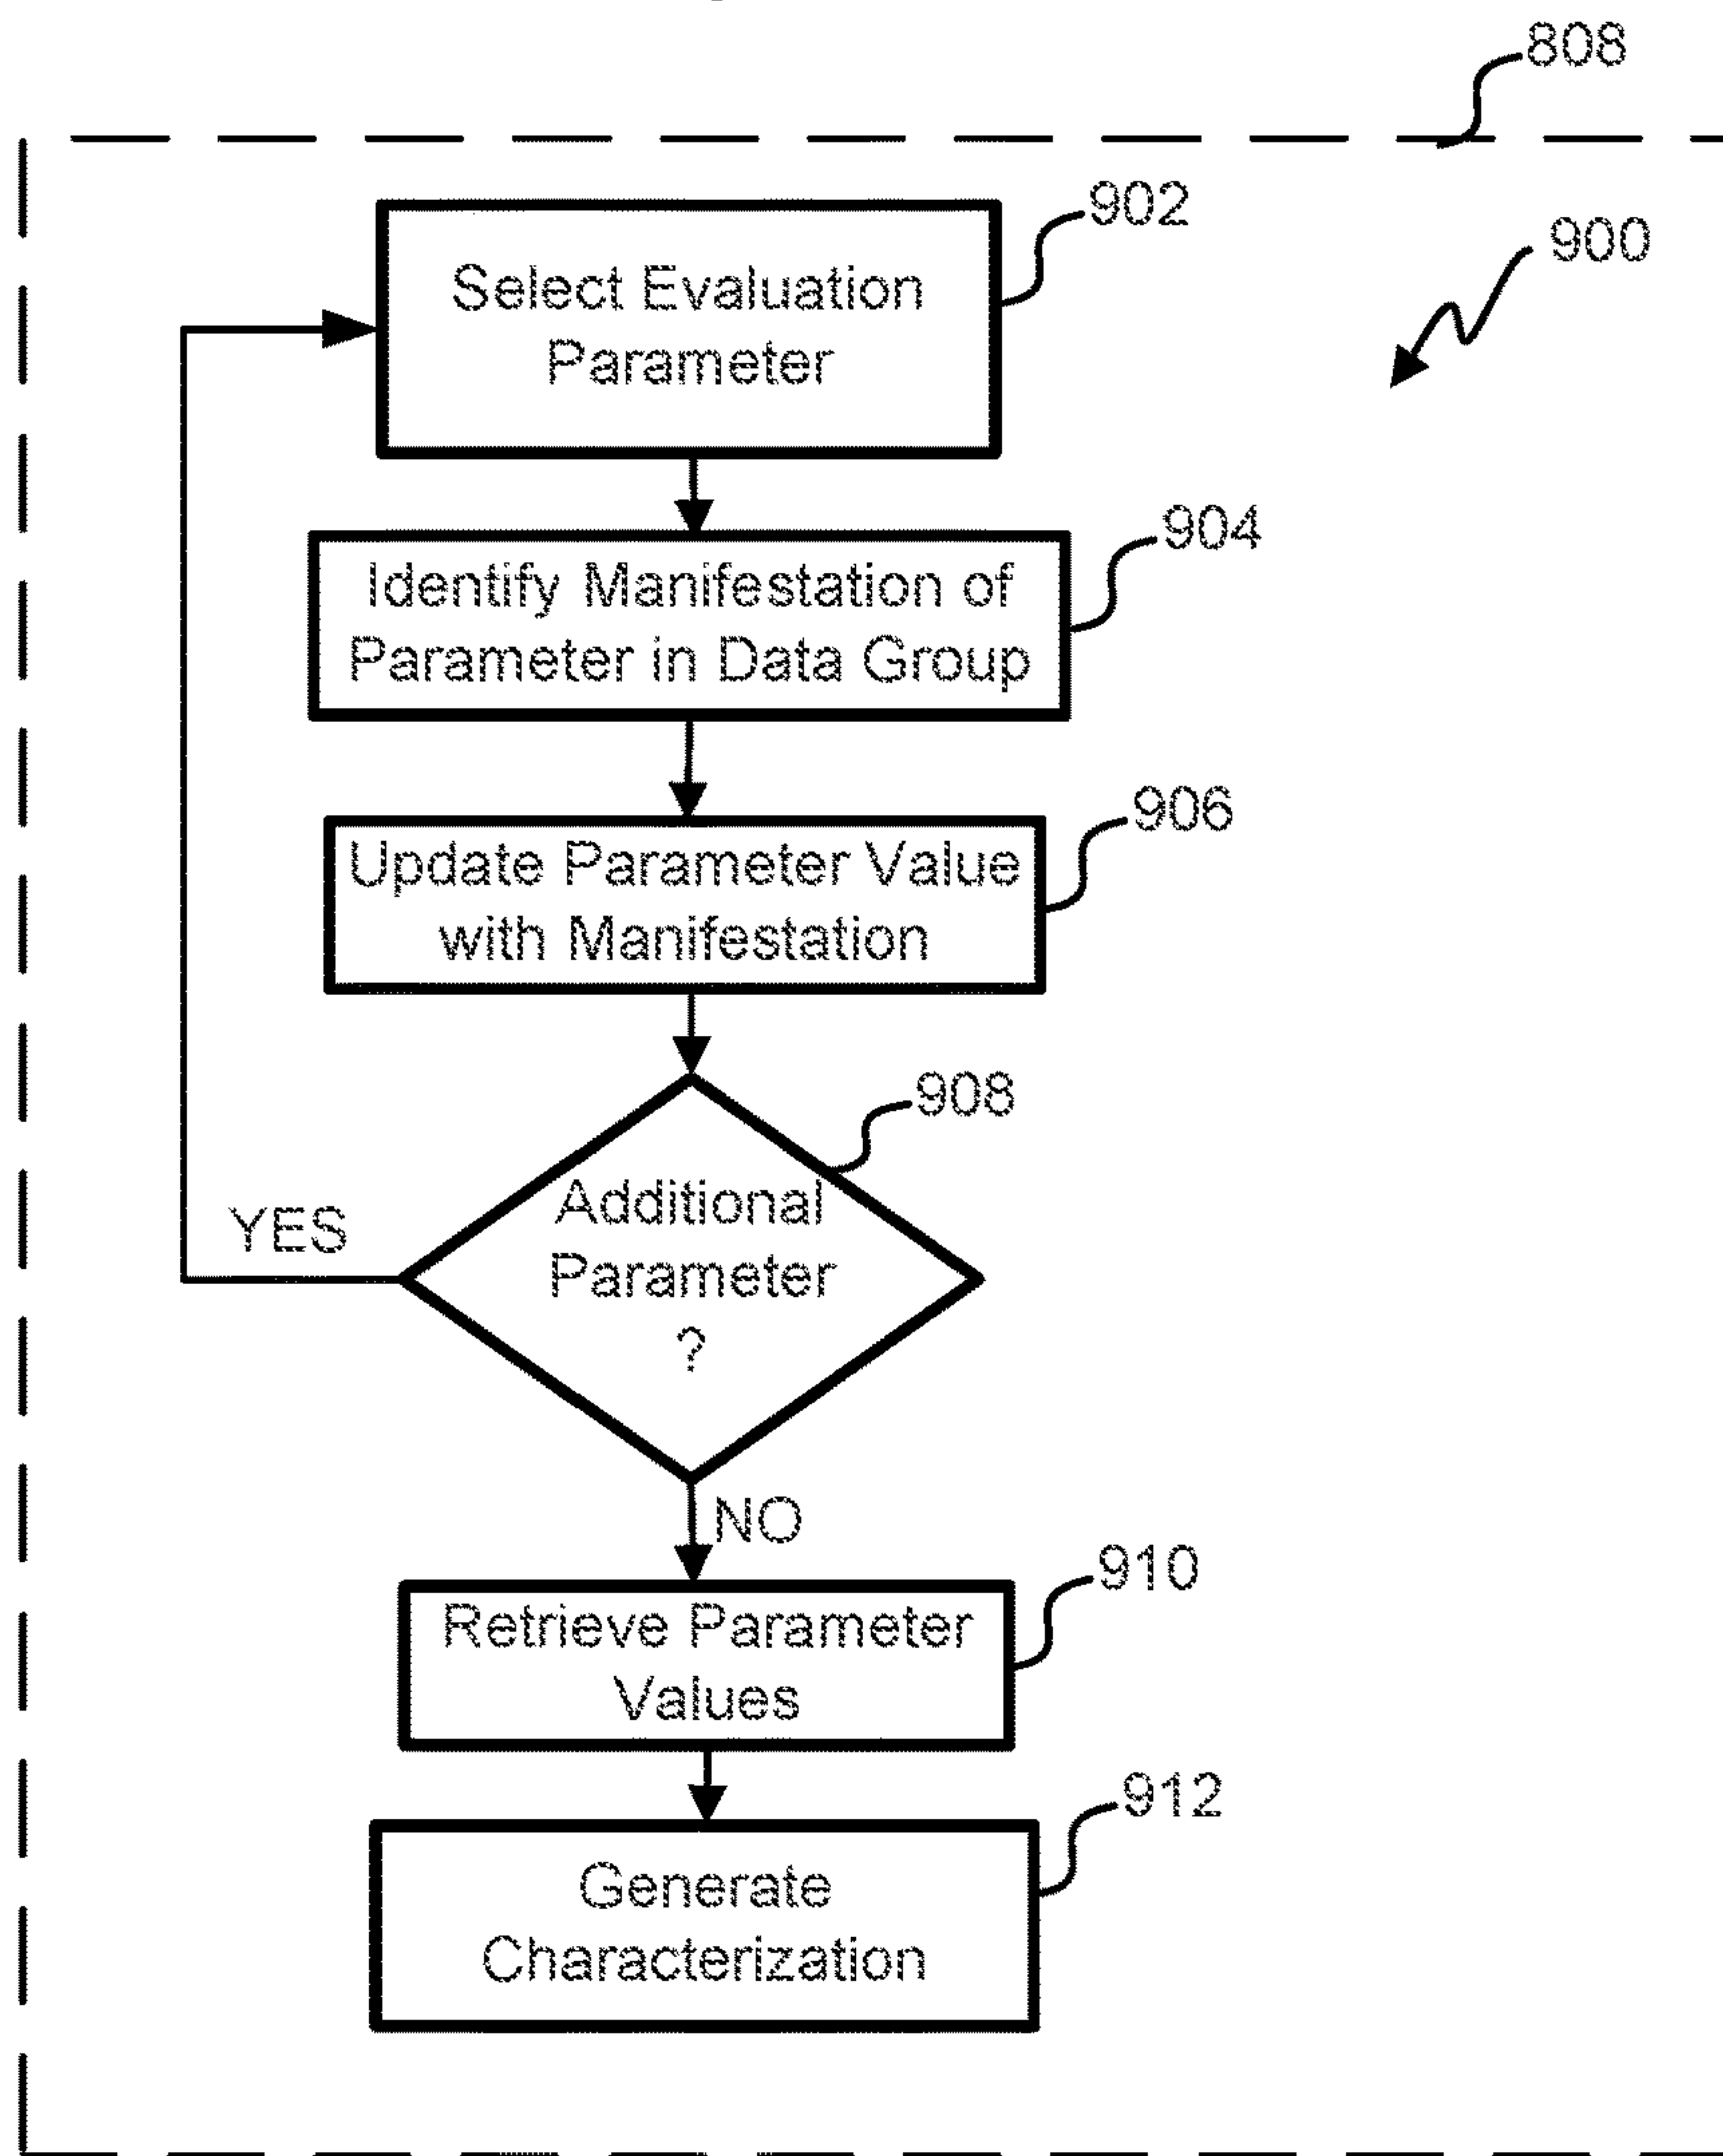 808
902
900
Select Evaluation
Parameter
904
Identify Manifestation of
Parameter in Data Group
906
Update Parameter Value
with Manifestation
908
Additional
Parameter
?
YES
NO
910
Retrieve Parameter
Values
912
Generate
Characterization